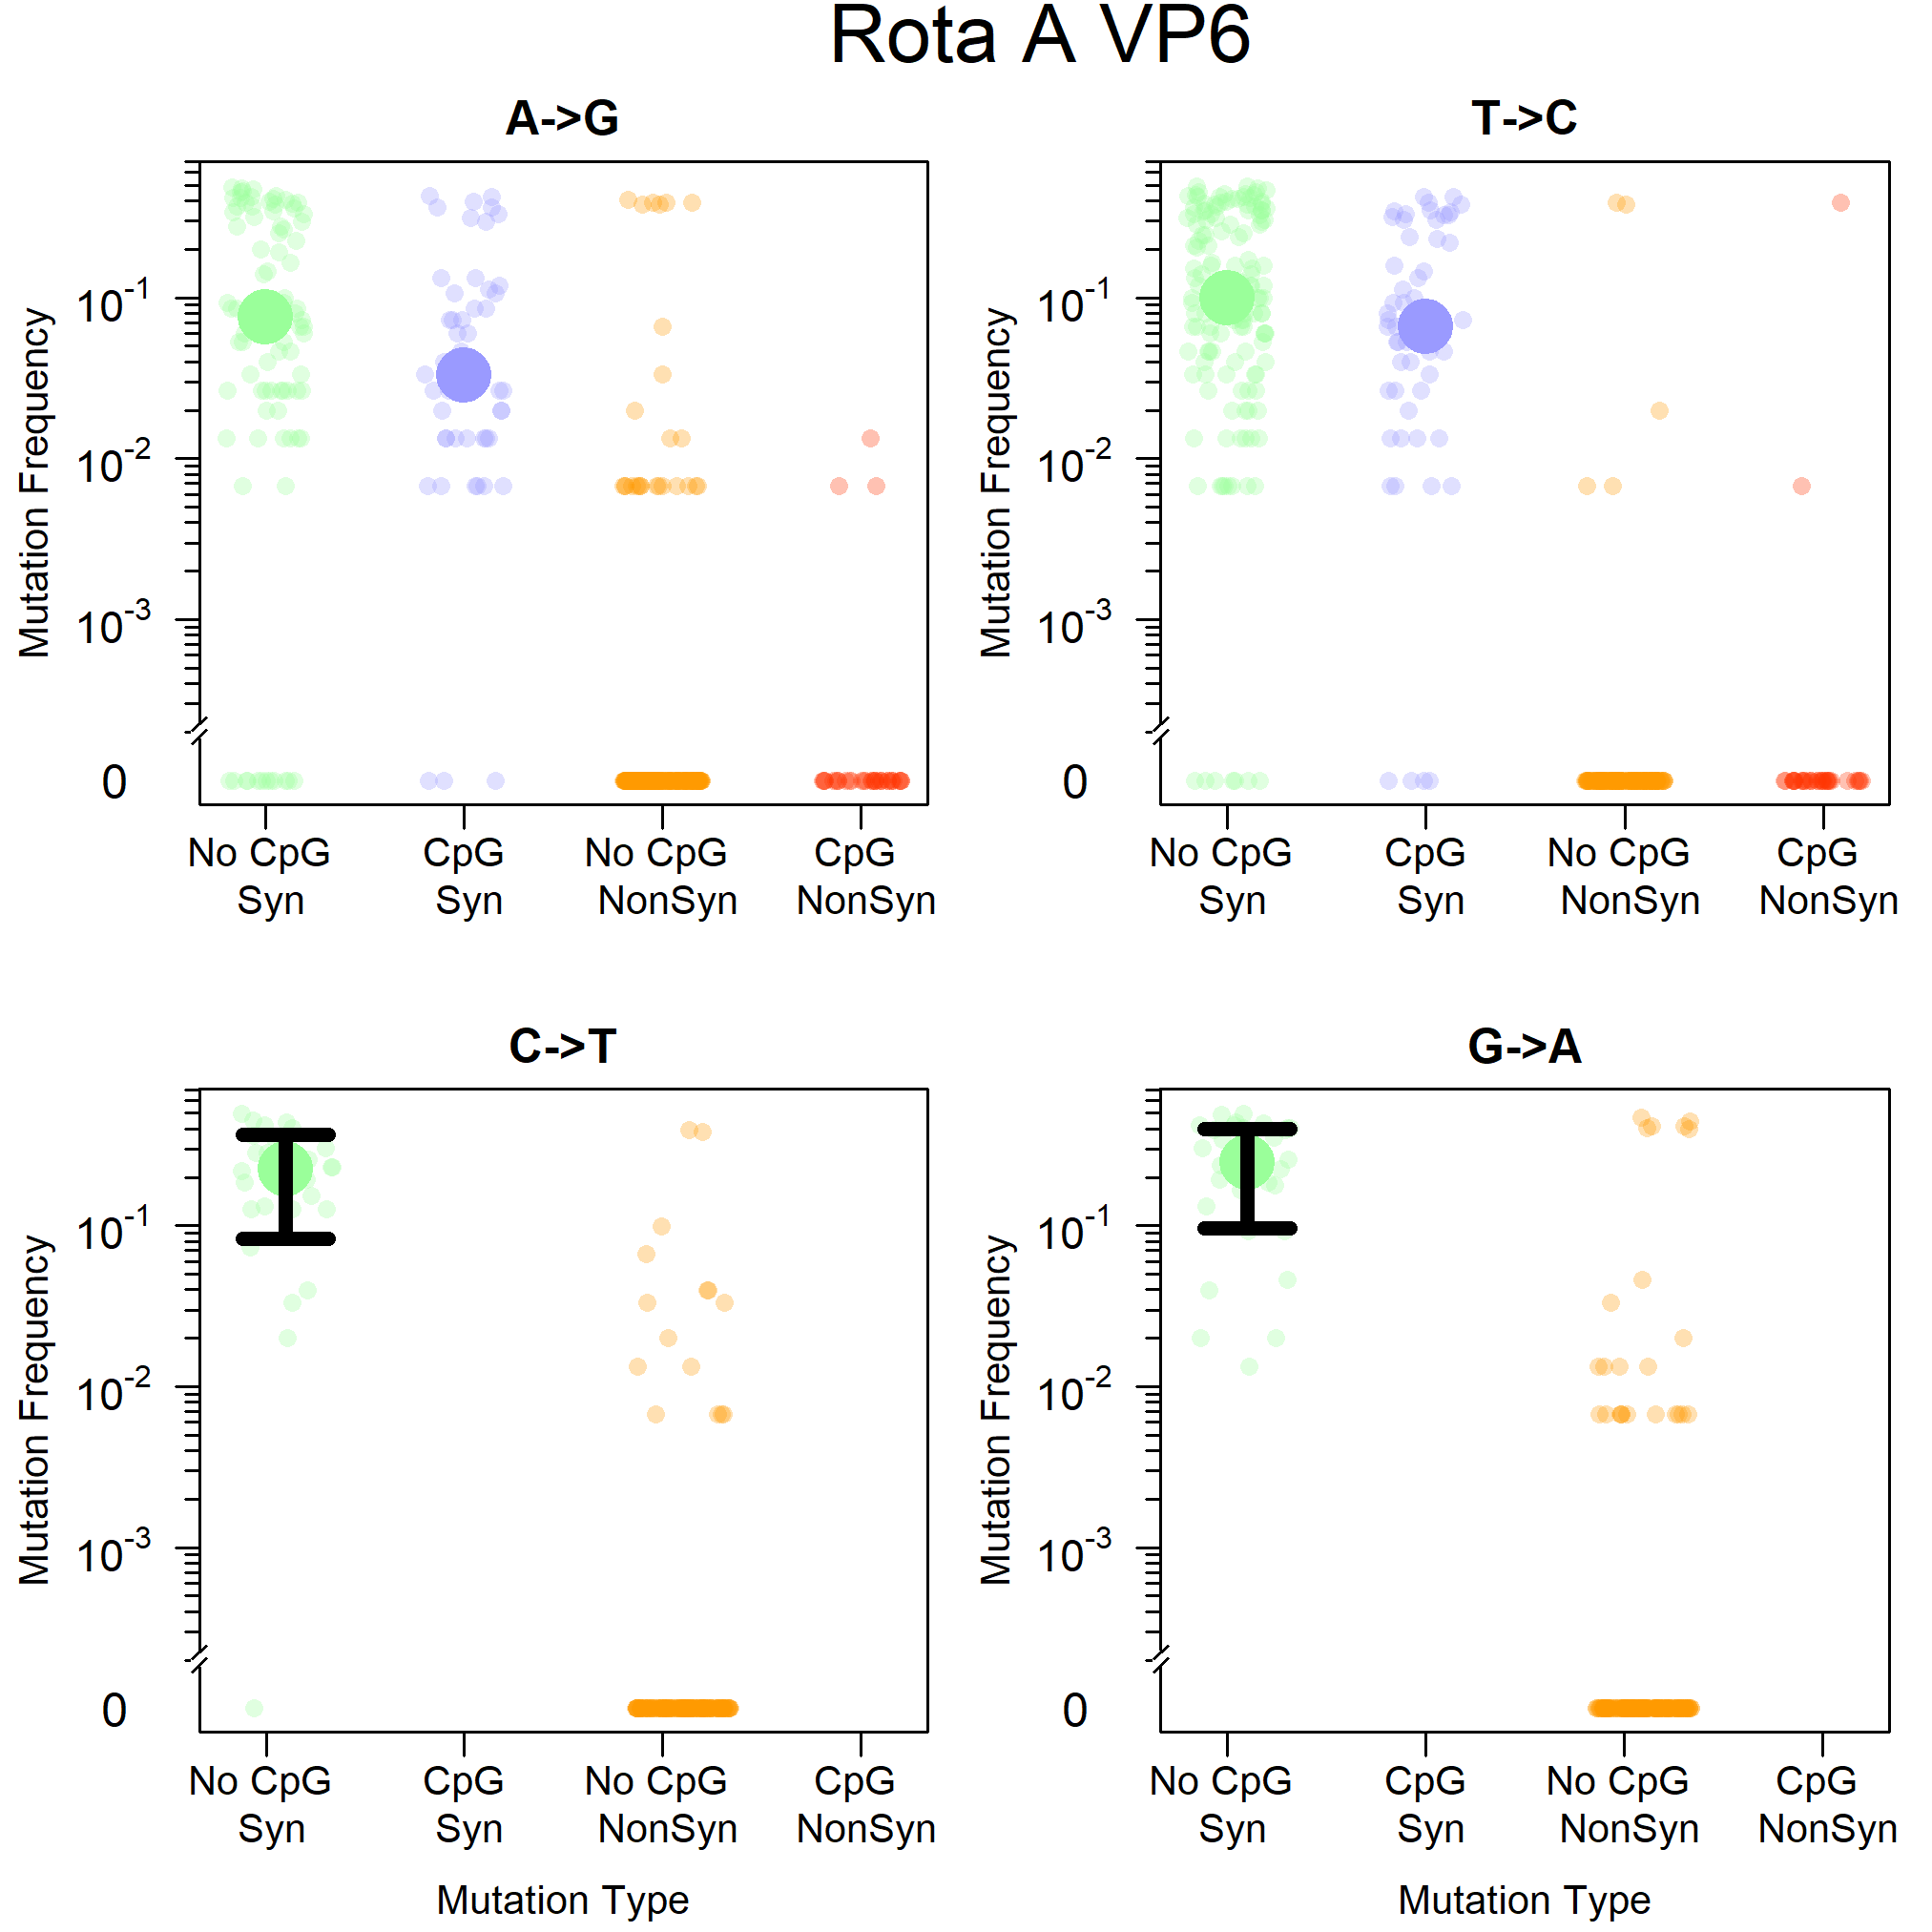 Rota A VP6
A->G
T->C
Mutation Frequency
10-1
10-2
10-3
0
No CpG Syn
CpG Syn
No CpG NonSyn
CpG NonSyn
Mutation Frequency
10-1
10-2
10-3
0
No CpG Syn
CpG Syn
No CpG NonSyn
CpG NonSyn
C->T
G->A
Mutation Frequency
10-1
10-2
10-3
0
No CpG Syn
CpG Syn
No CpG NonSyn
CpG NonSyn
Mutation Type
Mutation Frequency
10-1
10-2
10-3
0
No CpG Syn
CpG Syn
No CpG NonSyn
CpG NonSyn
Mutation Type